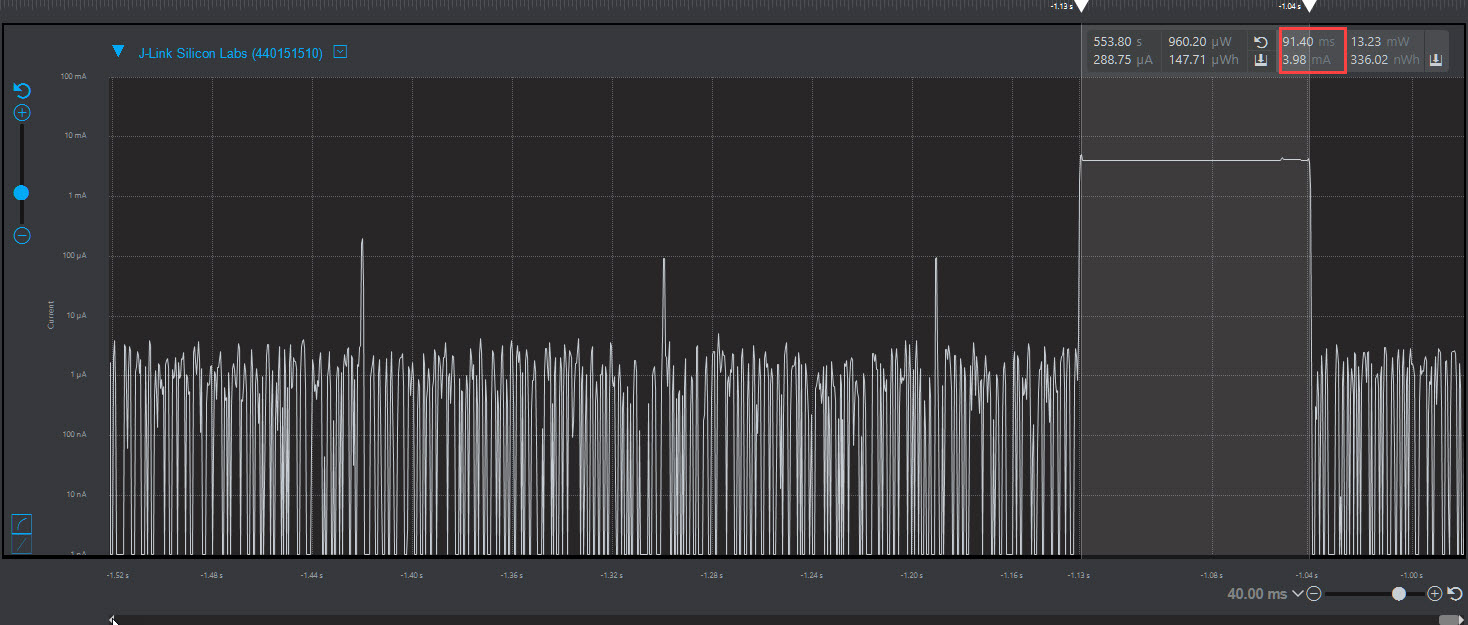 -1.13 s
-1.04 s
J-Link Silicon Labs (440151510)
553.80 s 960.20 µW 91.40 ms 13.23 mW
288.75 µA 147.71 µWh 3.98 mA 336.02 nWh
100 mA
10 mA
1 mA
100 µA
10 µA
1 µA
100 nA
10 nA
1 nA
Current
-1.52 s -1.48 s -1.44 s -1.40 s -1.36 s -1.32 s -1.28 s -1.24 s -1.20 s -1.16 s -1.13 s -1.08 s -1.04 s -1.00 s
40.00 ms